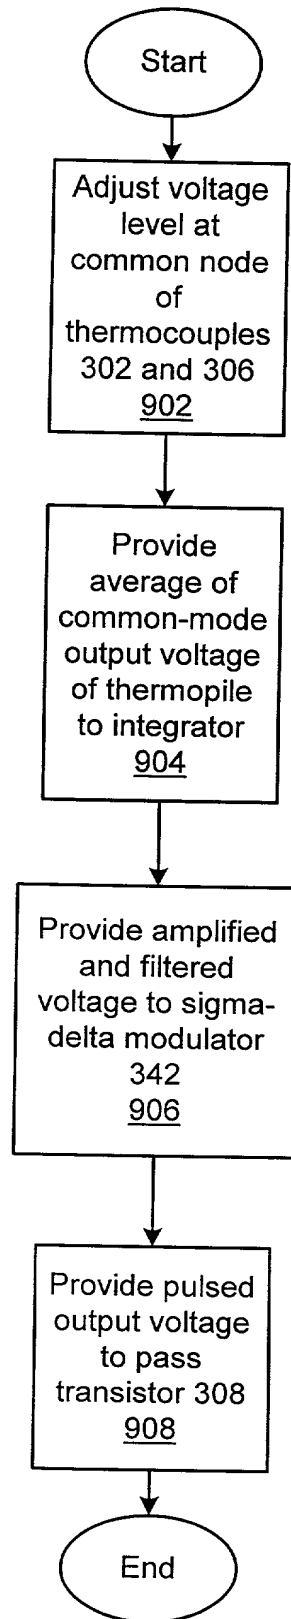 Start
Adjust voltage
level at
common node
of
thermocouples
302 and 306
902
Provide
average of
common-mode
output voltage
of thermopile
to integrator
904
Provide amplified
and filtered
voltage to sigma-
delta modulator
342
906
Provide pulsed
output voltage
to pass
transistor 308
908
End